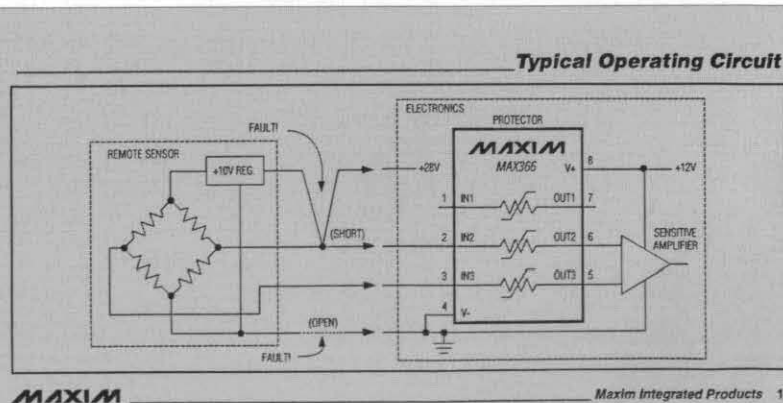 Typical Operating Circuit
ELECTRONICS
PROTECTOR
FAULT!
MAXIM
MAX366
V+
8
+12V
REMOTE SENSOR
+10V REG.
+28V
1
IN1
OUT1
7
(SHORT)
2
IN2
OUT2
6
SENSITIVE
AMPLIFIER
3
IN3
OUT3
5
4
V-
(OPEN)
FAULT!
MAXIM
Maxim Integrated Products 1